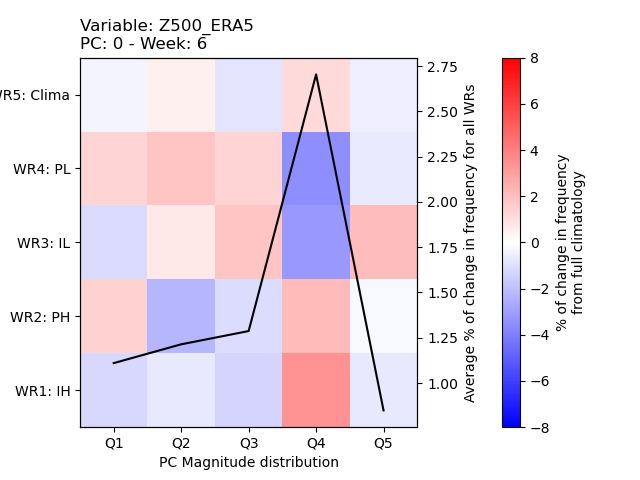 Variable: Z500_ERA5
PC: 0 - Week: 6
R5: Clima
WR4: PL
WR3: IL
WR2: PH
WR1: IH
Q1 Q2 Q3 Q4 Q5
PC Magnitude distribution
2.75
2.50
2.25
2.00
1.75
1.50
1.25
1.00
Average % of change in frequency for all WRs
8
6
4
2
0
−2
−4
−6
−8
% of change in frequency
from full climatology